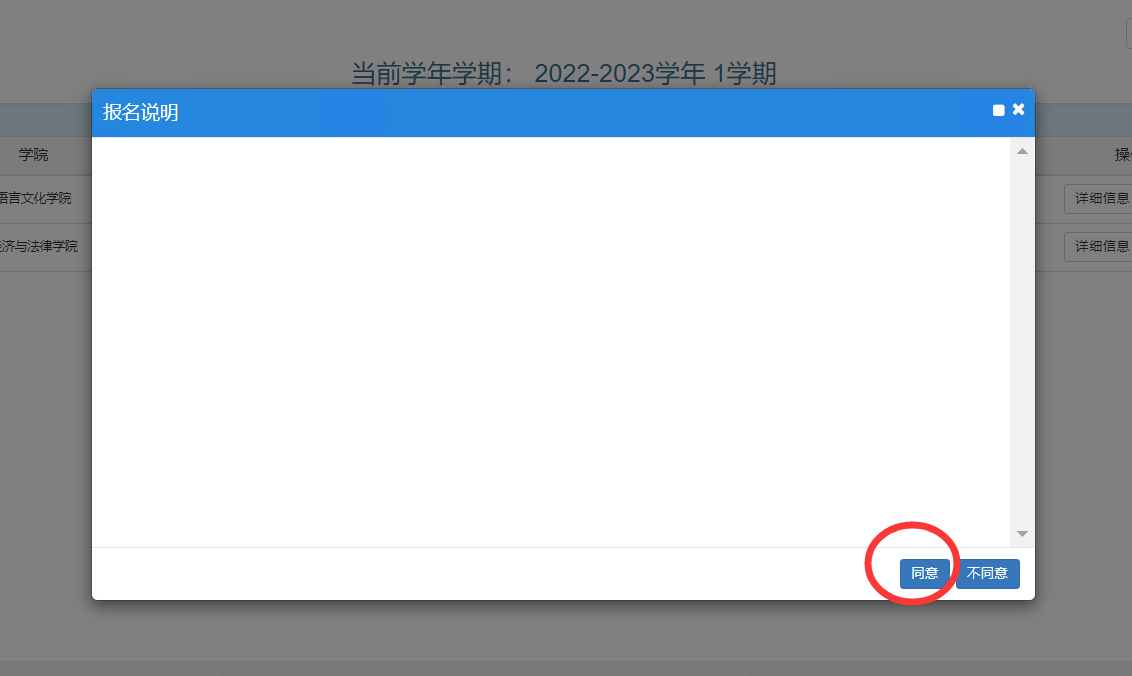 当前学年学期： 2022-2023学年 1学期
报名说明
学院
语言文化学院
详细信息
济与法律学院
详细信息
同意 不同意